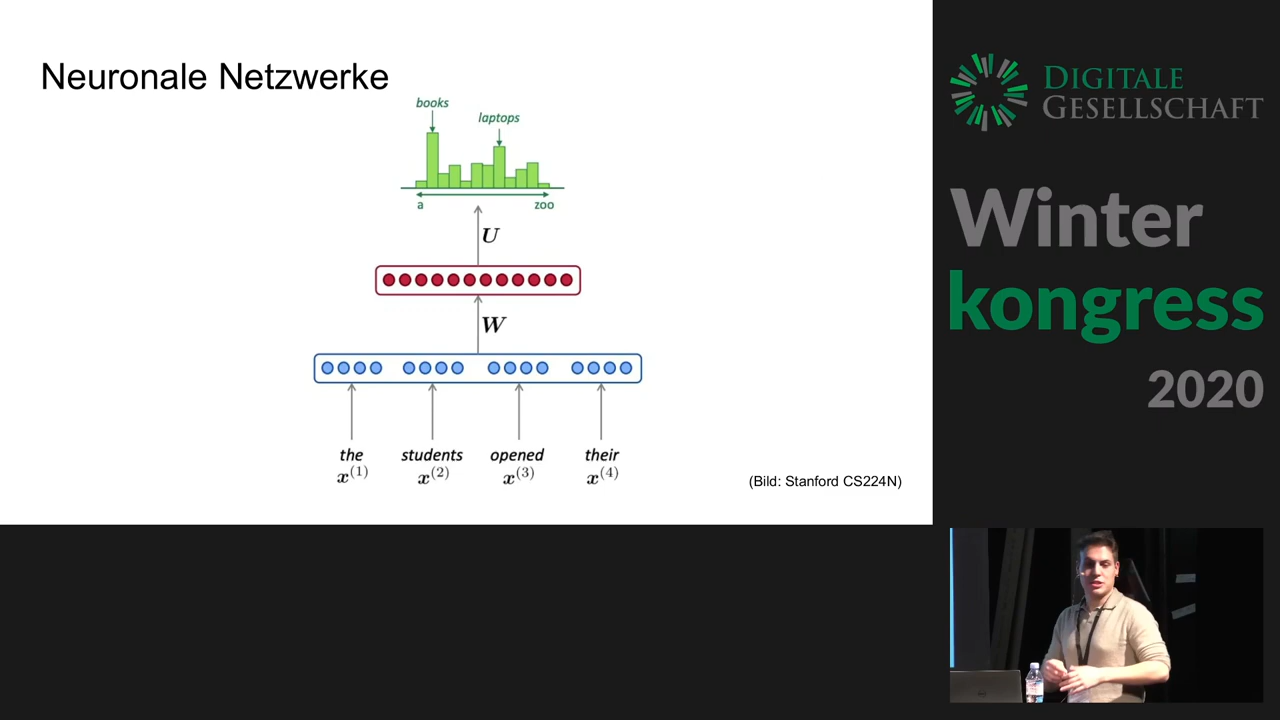 Neuronale Netzwerke
books
laptops
a zoo
U
W
the students opened their
x(1) x(2) x(3) x(4)
(Bild: Stanford CS224N)
DIGITALE
GESELLSCHAFT
Winter
kongress
2020